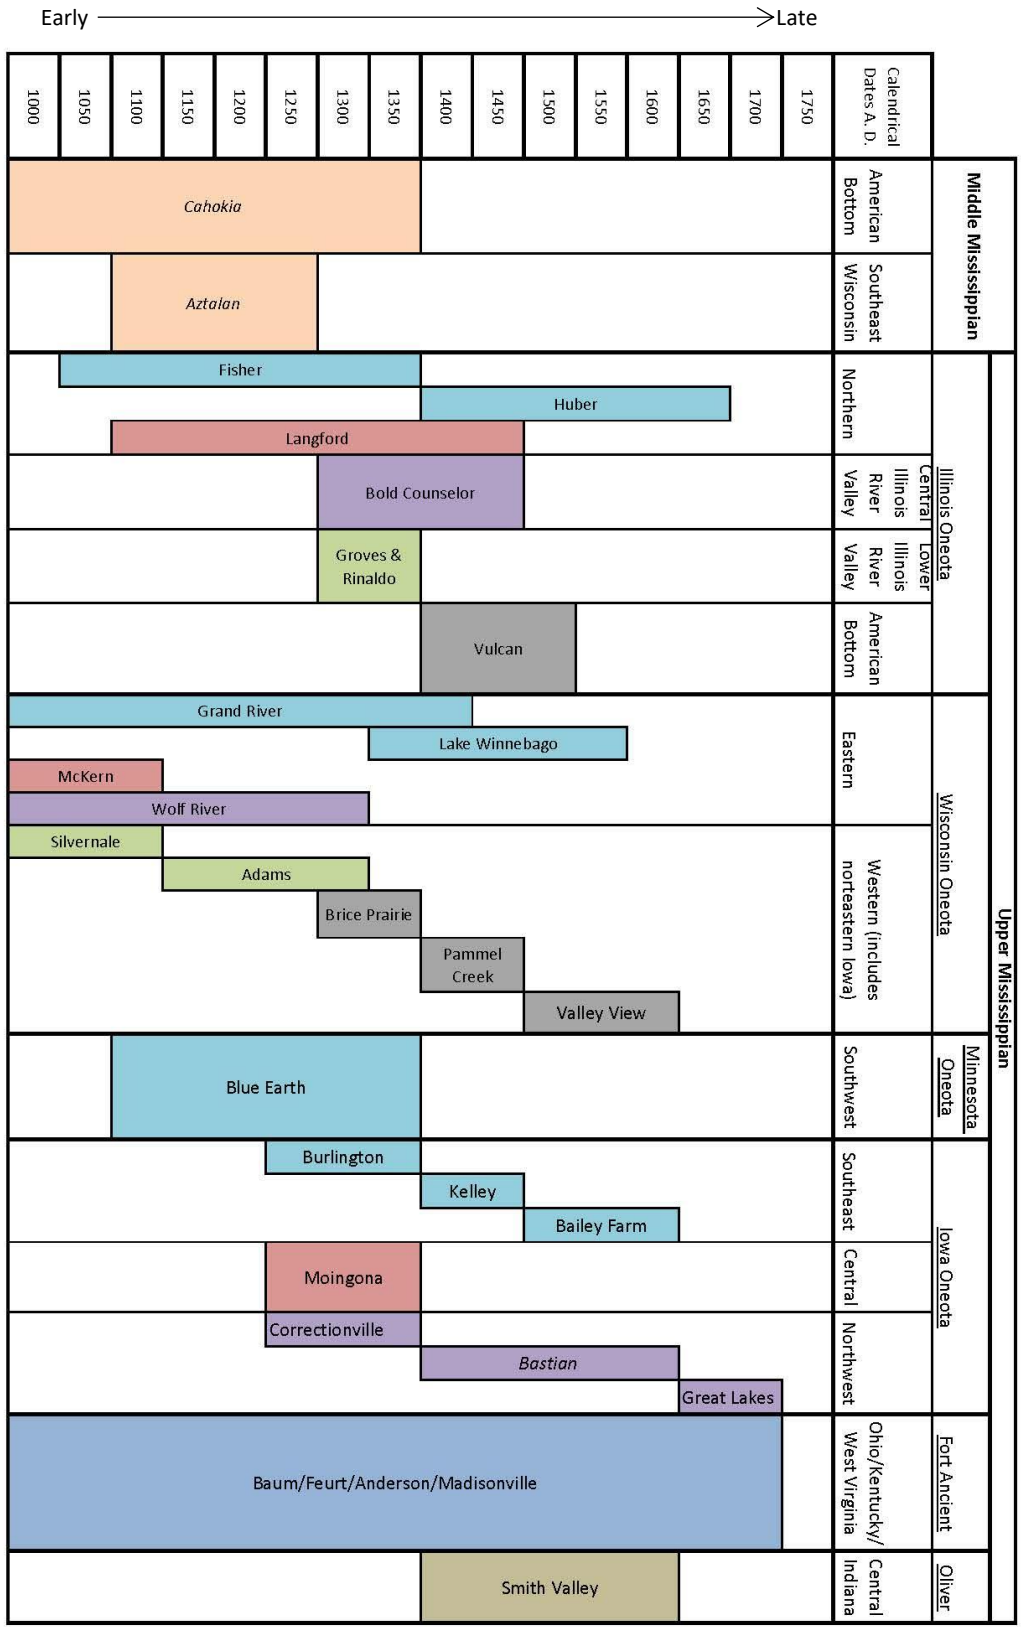 Early
Late
1000
1050
1100
1150
1200
1250
1300
1350
1400
1450
1500
1550
1600
1650
1700
1750
Calendrical
Dates A. D.
Middle Mississippian
American
Bottom
Cahokia
Southeast
Wisconsin
Aztalan
Upper Mississippian
Illinois Oneota
Northern
Fisher
Huber
Langford
Central
Illinois
River
Valley
Bold Counselor
Lower
Illinois
River
Valley
Groves &
Rinaldo
American
Bottom
Vulcan
Wisconsin Oneota
Eastern
Grand River
Lake Winnebago
McKern
Wolf River
Western (includes
norteastern Iowa)
Silvernale
Adams
Brice Prairie
Pammel
Creek
Valley View
Minnesota
Oneota
Southwest
Blue Earth
Iowa Oneota
Southeast
Burlington
Kelley
Bailey Farm
Central
Moingona
Northwest
Correctionville
Bastian
Great Lakes
Fort Ancient
Ohio/Kentucky/
West Virginia
Baum/Feurt/Anderson/Madisonville
Oliver
Central
Indiana
Smith Valley